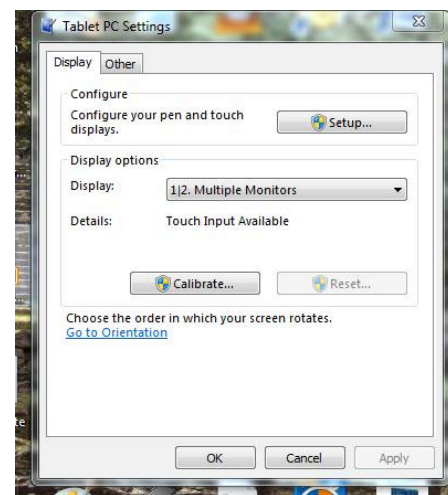 Tablet PC Settings
Display
Other
Configure
Configure your pen and touch
displays.
Setup...
Display options
Display:
1|2. Multiple Monitors
Details:
Touch Input Available
Calibrate...
Reset...
Choose the order in which your screen rotates.
Go to Orientation
OK
Cancel
Apply